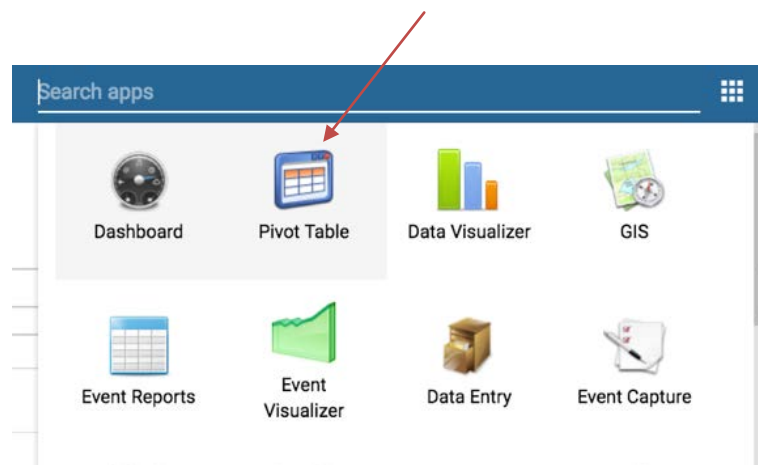 Search apps
Dashboard
Pivot Table
Data Visualizer
GIS
Event Reports
Event
Visualizer
Data Entry
Event Capture